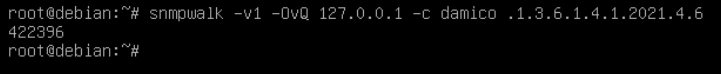 root@debian:~# snmpwalk -v1 -OvQ 127.0.0.1 -c damico .1.3.6.1.4.1.2021.4.6
422396
root@debian:~#